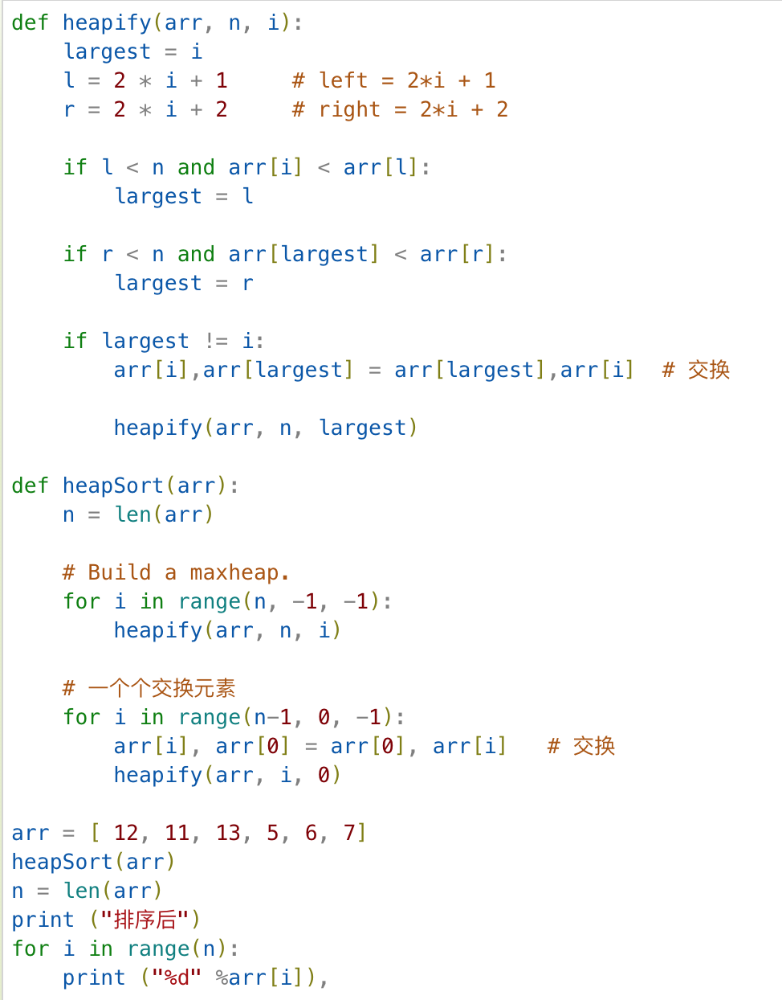 def heapify(arr, n, i):
    largest = i
    l = 2 * i + 1     # left = 2*i + 1
    r = 2 * i + 2     # right = 2*i + 2

    if l < n and arr[i] < arr[l]:
        largest = l

    if r < n and arr[largest] < arr[r]:
        largest = r

    if largest != i:
        arr[i],arr[largest] = arr[largest],arr[i]  # 交换

        heapify(arr, n, largest)

def heapSort(arr):
    n = len(arr)

    # Build a maxheap.
    for i in range(n, -1, -1):
        heapify(arr, n, i)

    # 一个个交换元素
    for i in range(n-1, 0, -1):
        arr[i], arr[0] = arr[0], arr[i]   # 交换
        heapify(arr, i, 0)

arr = [ 12, 11, 13, 5, 6, 7]
heapSort(arr)
n = len(arr)
print ("排序后")
for i in range(n):
    print ("%d" %arr[i]),